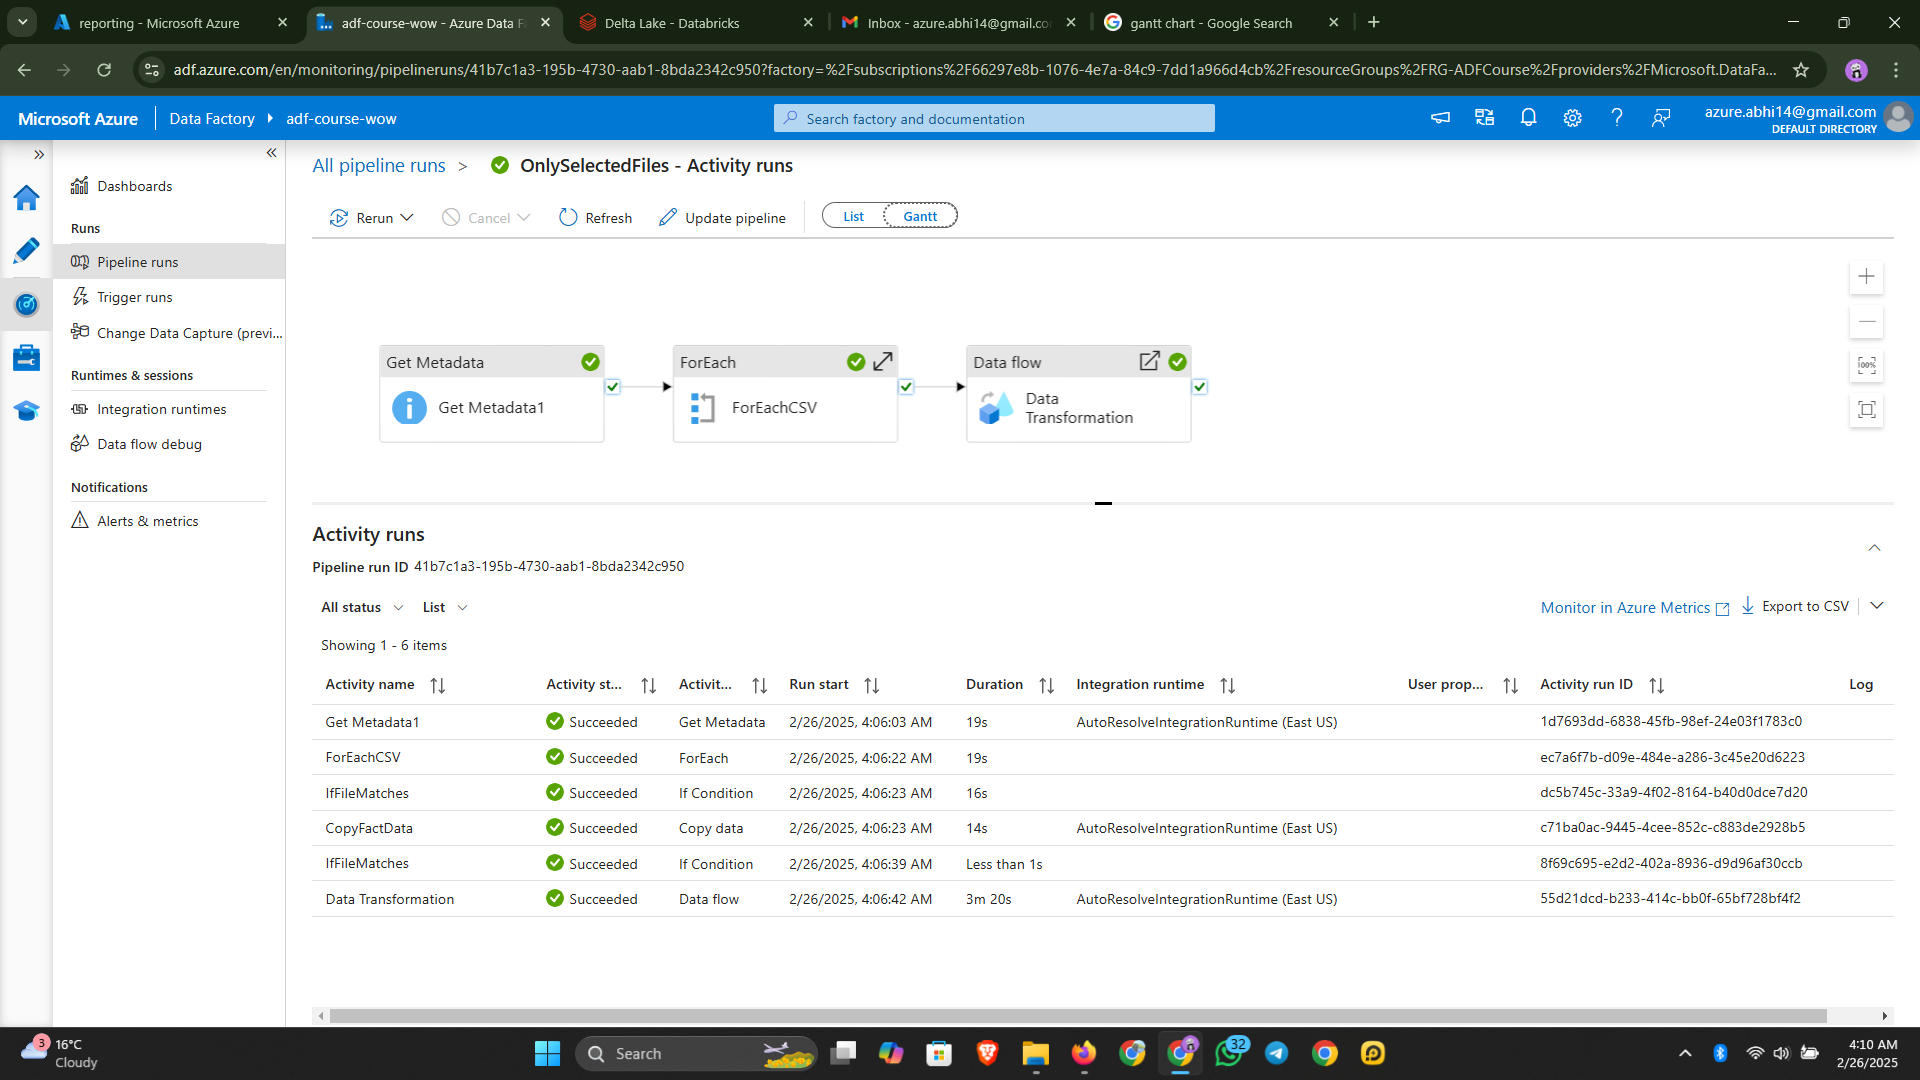 reporting - Microsoft Azure
adf-course-wow - Azure Data F
Delta Lake - Databricks
Inbox - azure.abhi14@gmail.co
gantt chart - Google Search
adf.azure.com/en/monitoring/pipelineruns/41b7c1a3-195b-4730-aab1-8bda2342c950?factory=%2Fsubscriptions%2F66297e8b-1076-4e7a-84c9-7dd1a966d4cb%2FresourceGroups%2FRG-ADFCourse%2Fproviders%2FMicrosoft.DataFa...
Microsoft Azure
Data Factory
adf-course-wow
Search factory and documentation
azure.abhi14@gmail.com
DEFAULT DIRECTORY
Dashboards
Runs
Pipeline runs
Trigger runs
Change Data Capture (previ...
Runtimes & sessions
Integration runtimes
Data flow debug
Notifications
Alerts & metrics
All pipeline runs > OnlySelectedFiles - Activity runs
Rerun Cancel Refresh Update pipeline List Gantt
100%
Get Metadata
Get Metadata1
ForEach
ForEachCSV
Data flow
Data
Transformation
Activity runs
Pipeline run ID 41b7c1a3-195b-4730-aab1-8bda2342c950
All status List
Monitor in Azure Metrics Export to CSV
Showing 1 - 6 items
Activity name Activity st... Activit... Run start Duration Integration runtime User prop... Activity run ID Log
Get Metadata1 Succeeded Get Metadata 2/26/2025, 4:06:03 AM 19s AutoResolveIntegrationRuntime (East US) 1d7693dd-6838-45fb-98ef-24e03f1783c0
ForEachCSV Succeeded ForEach 2/26/2025, 4:06:22 AM 19s ec7a6f7b-d09e-484e-a286-3c45e20d6223
IfFileMatches Succeeded If Condition 2/26/2025, 4:06:23 AM 16s dc5b745c-33a9-4f02-8164-b40d0dce7d20
CopyFactData Succeeded Copy data 2/26/2025, 4:06:23 AM 14s AutoResolveIntegrationRuntime (East US) c71ba0ac-9445-4cee-852c-c883de2928b5
IfFileMatches Succeeded If Condition 2/26/2025, 4:06:39 AM Less than 1s 8f69c695-e2d2-402a-8936-d9d96af30ccb
Data Transformation Succeeded Data flow 2/26/2025, 4:06:42 AM 3m 20s AutoResolveIntegrationRuntime (East US) 55d21dcd-b233-414c-bb0f-65bf728bf4f2
3
16°C
Cloudy
Search
32
4:10 AM
2/26/2025